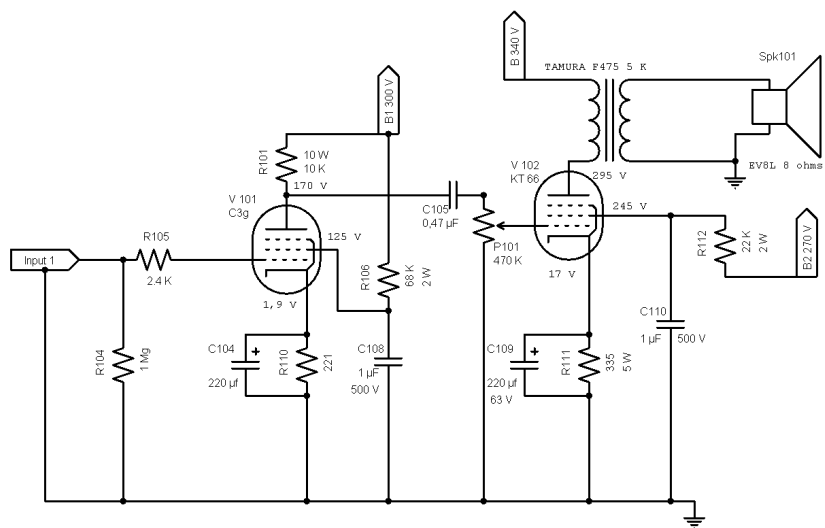 B 340 V
Spk101
TAMURA F475 5 K
B1 300 V
R101
10 W
10 K
170 V
V 102
KT 66
295 V
EV8L 8 ohms
V 101
C3g
C105
0,47 µF
245 V
B2 270 V
R105
125 V
P101
470 K
R112
22 K
2 W
Input 1
2.4 K
R106
68 K
2 W
17 V
1,9 V
C110
1 µF
500 V
R104
1 Mg
C104
220 µf
R110
221
C108
1 µF
500 V
C109
220 µf
63 V
R111
335
5 W